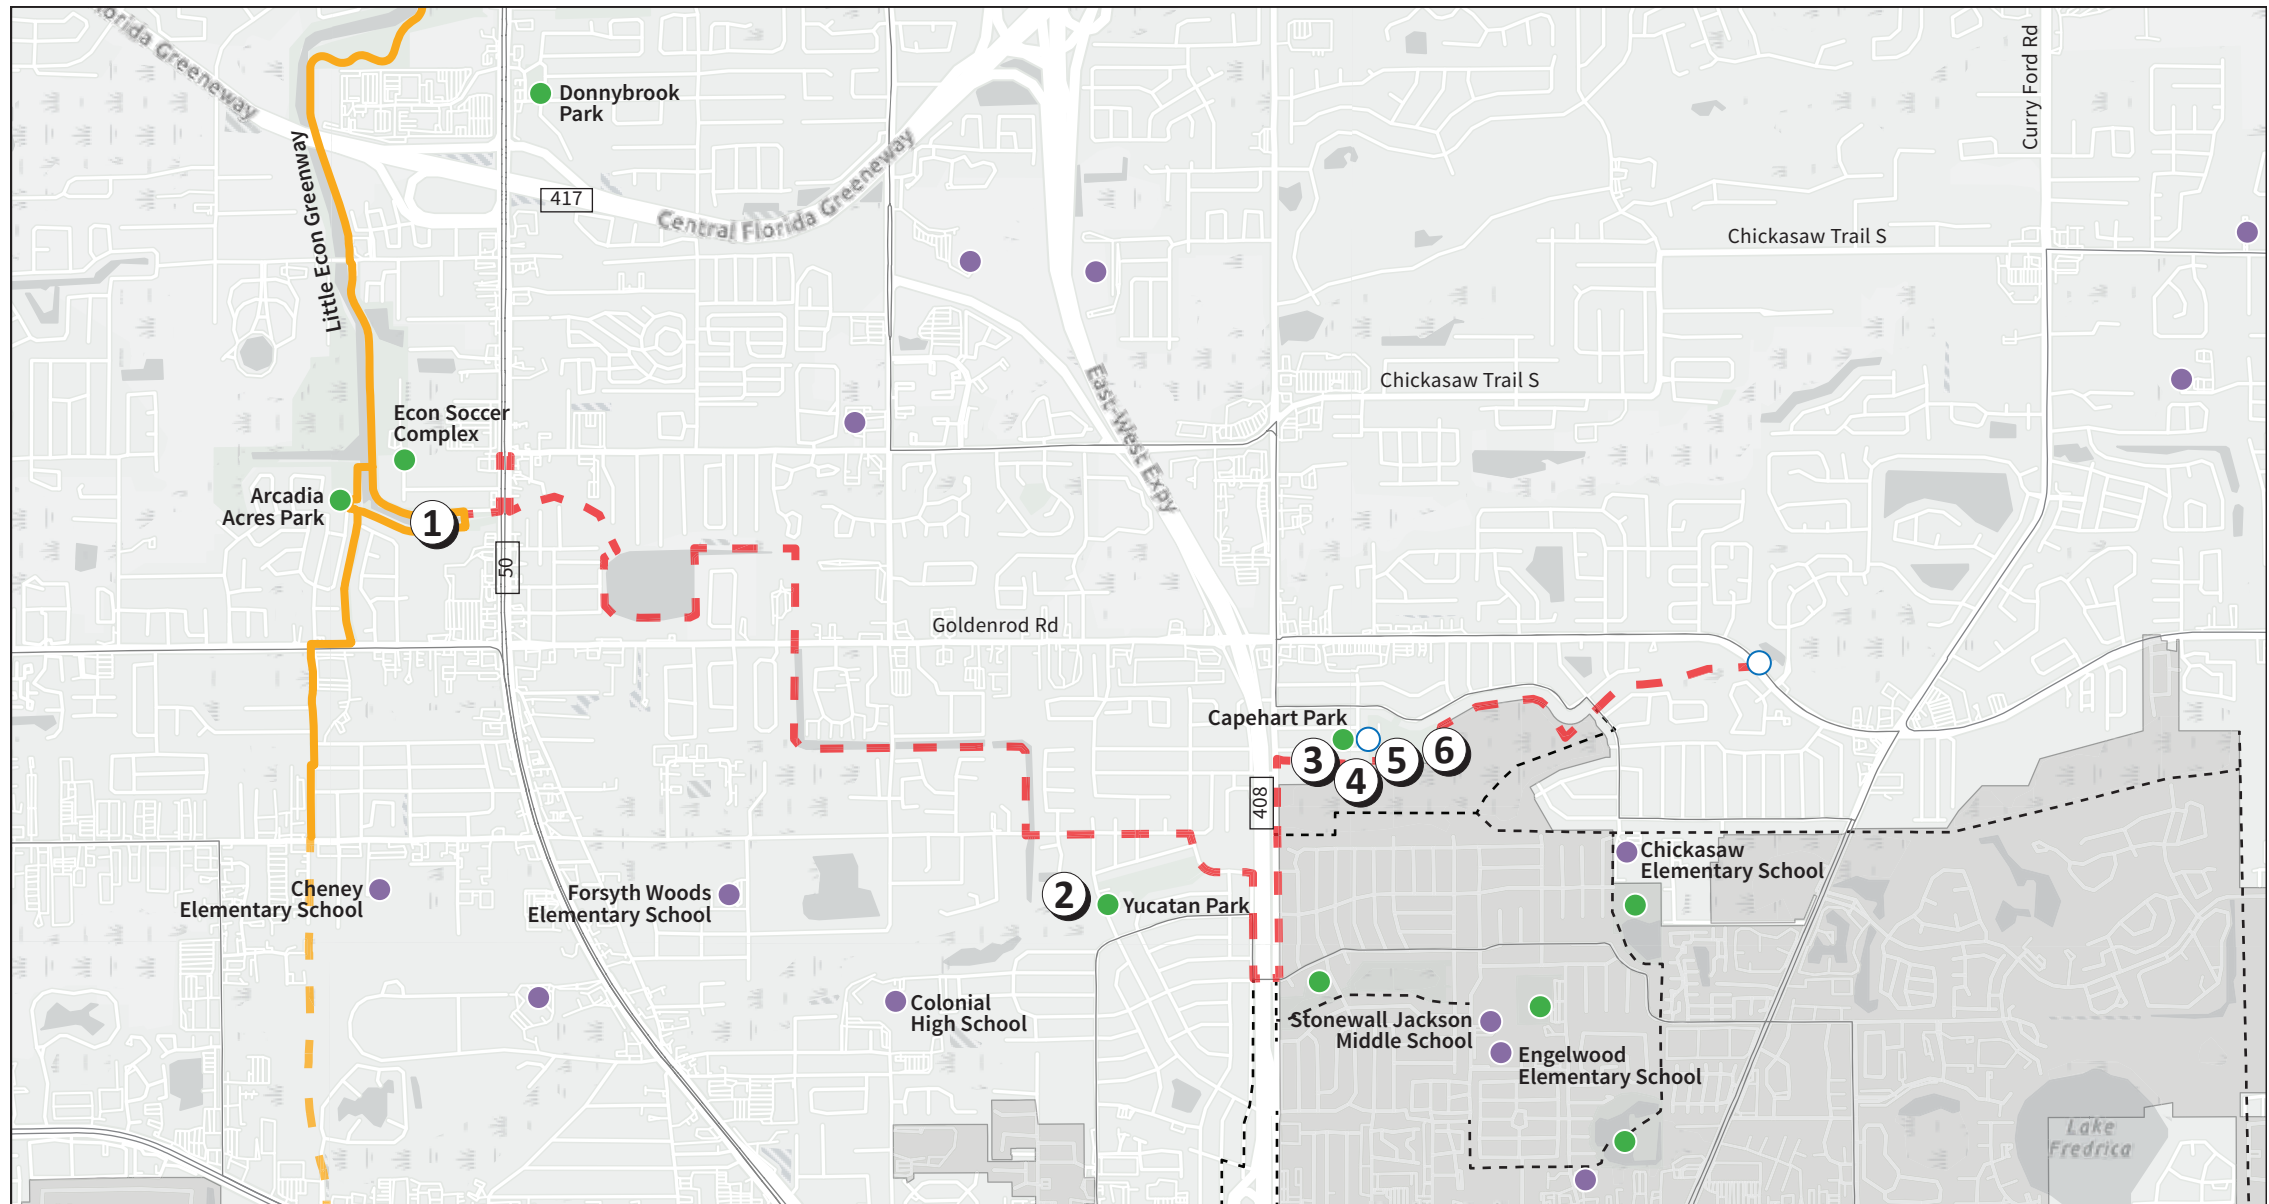 orida Greeneway
Donnybrook
Park
Curry Ford Rd
Little Econ Greenway
417
Central Florida Greeneway
Chickasaw Trail S
Chickasaw Trail S
East-West Expy
Econ Soccer
Complex
Arcadia
Acres Park
1
50
Goldenrod Rd
Capehart Park
3
4
5
6
408
Chickasaw
Elementary School
Cheney
Elementary School
Forsyth Woods
Elementary School
2
Yucatan Park
Colonial
High School
Stonewall Jackson
Middle School
Engelwood
Elementary School
Lake
Fredrica